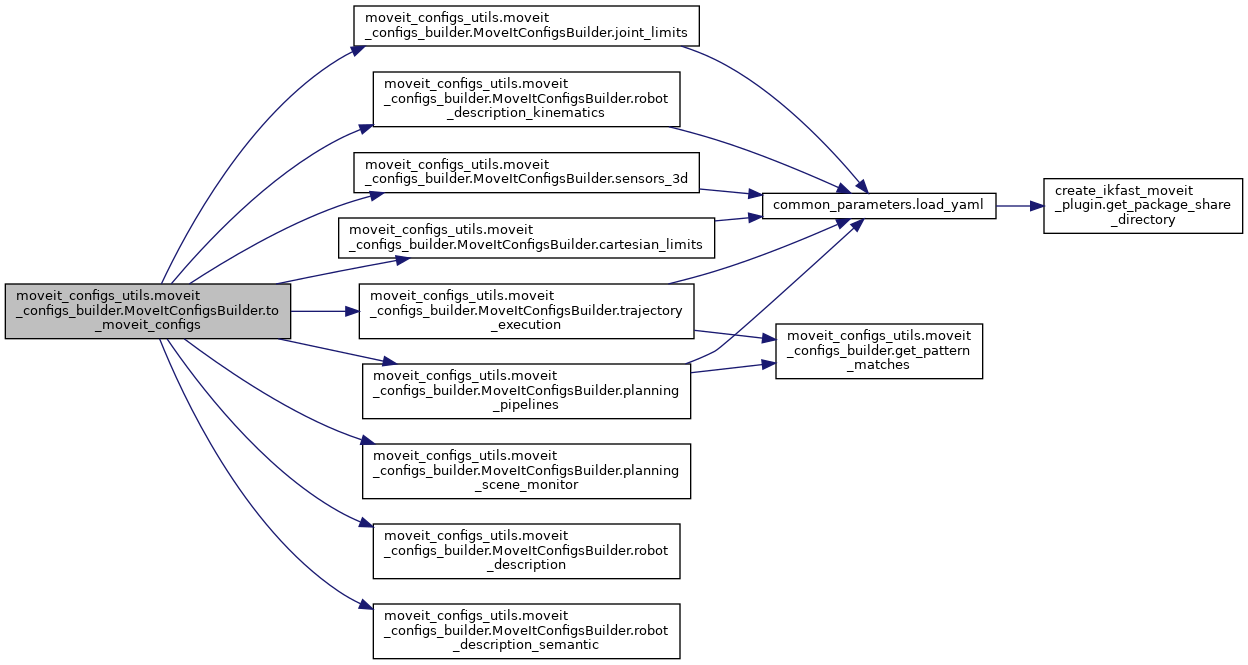 moveit_configs_utils.moveit
_configs_builder.MoveItConfigsBuilder.to
_moveit_configs
moveit_configs_utils.moveit
_configs_builder.MoveItConfigsBuilder.joint_limits
moveit_configs_utils.moveit
_configs_builder.MoveItConfigsBuilder.robot
_description_kinematics
moveit_configs_utils.moveit
_configs_builder.MoveItConfigsBuilder.sensors_3d
moveit_configs_utils.moveit
_configs_builder.MoveItConfigsBuilder.cartesian_limits
moveit_configs_utils.moveit
_configs_builder.MoveItConfigsBuilder.trajectory
_execution
moveit_configs_utils.moveit
_configs_builder.MoveItConfigsBuilder.planning
_pipelines
moveit_configs_utils.moveit
_configs_builder.MoveItConfigsBuilder.planning
_scene_monitor
moveit_configs_utils.moveit
_configs_builder.MoveItConfigsBuilder.robot
_description
moveit_configs_utils.moveit
_configs_builder.MoveItConfigsBuilder.robot
_description_semantic
common_parameters.load_yaml
moveit_configs_utils.moveit
_configs_builder.get_pattern
_matches
create_ikfast_moveit
_plugin.get_package_share
_directory